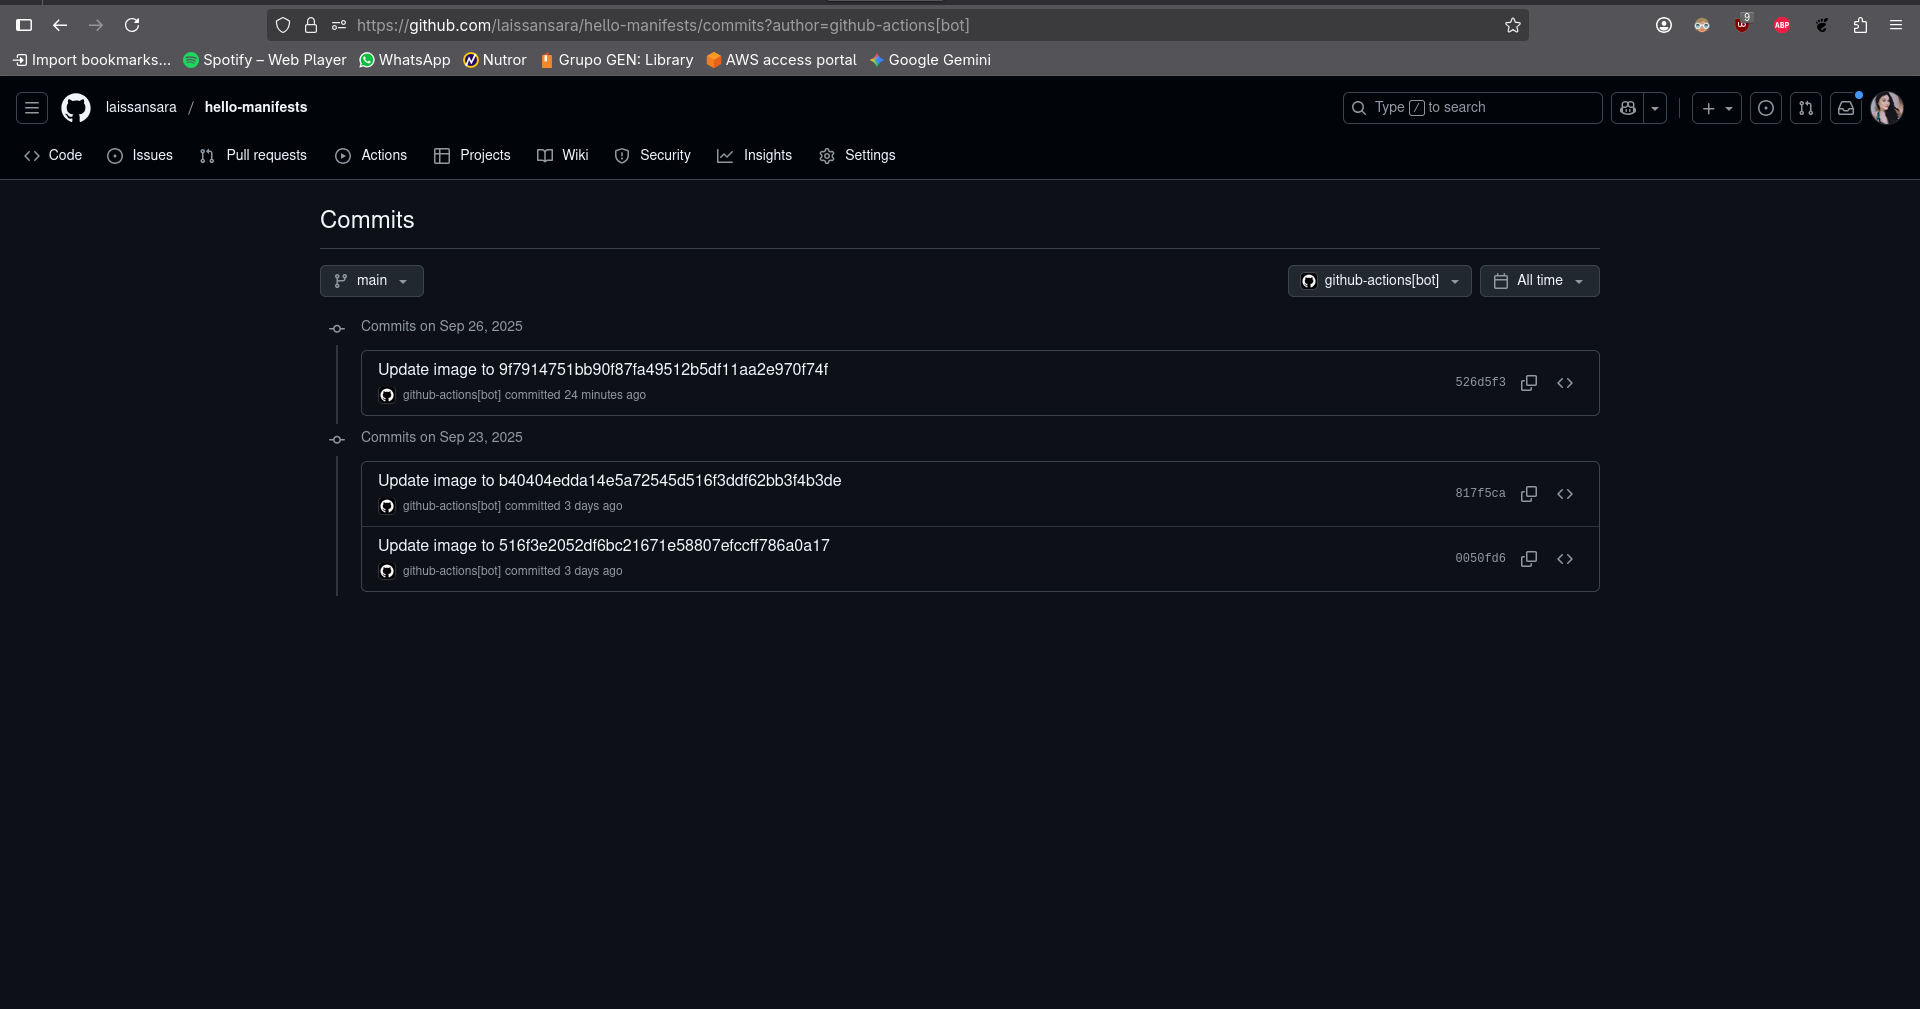 https://github.com/laissansara/hello-manifests/commits?author=github-actions[bot]
9
ABP
Import bookmarks... Spotify – Web Player WhatsApp Nutror Grupo GEN: Library AWS access portal Google Gemini
laissansara / hello-manifests
Type / to search
Code Issues Pull requests Actions Projects Wiki Security Insights Settings
Commits
main
github-actions[bot] All time
Commits on Sep 26, 2025
Update image to 9f7914751bb90f87fa49512b5df11aa2e970f74f
github-actions[bot] committed 24 minutes ago
526d5f3
Commits on Sep 23, 2025
Update image to b40404edda14e5a72545d516f3ddf62bb3f4b3de
github-actions[bot] committed 3 days ago
817f5ca
Update image to 516f3e2052df6bc21671e58807efccff786a0a17
github-actions[bot] committed 3 days ago
0050fd6